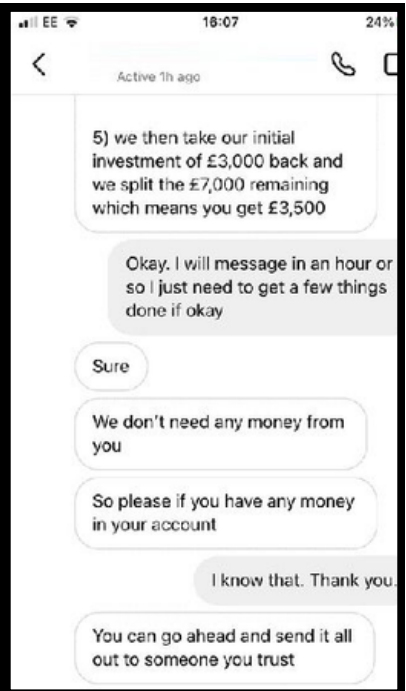 EE 16:07 24%
Active 1h ago
5) we then take our initial
investment of £3,000 back and
we split the £7,000 remaining
which means you get £3,500
Okay. I will message in an hour or
so I just need to get a few things
done if okay
Sure
We don't need any money from
you
So please if you have any money
in your account
I know that. Thank you.
You can go ahead and send it all
out to someone you trust